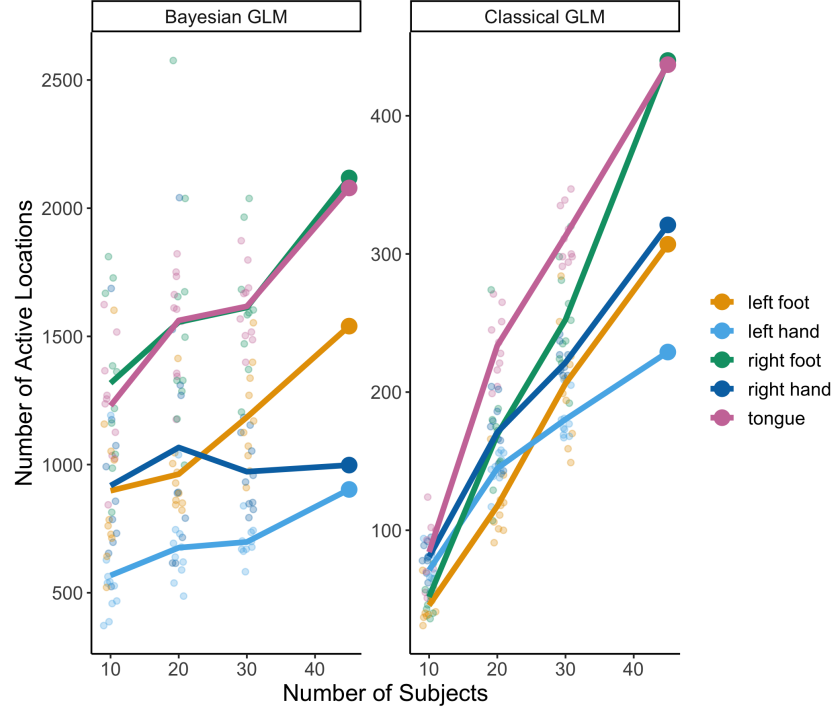 Bayesian GLM
Classical GLM
Number of Active Locations
2500
2000
1500
1000
500
400
300
200
100
10 20 30 40
10 20 30 40
Number of Subjects
left foot
left hand
right foot
right hand
tongue